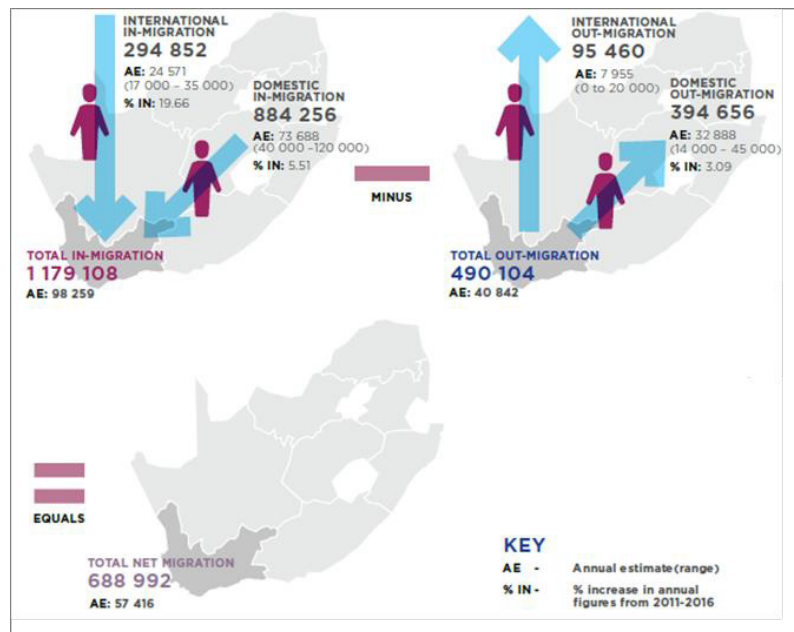 INTERNATIONAL
IN-MIGRATION
294 852
AE: 24 571
(17 000 – 35 000)
% IN: 19.66
DOMESTIC
IN-MIGRATION
884 256
AE: 73 688
(40 000 –120 000)
% IN: 5.51
TOTAL IN-MIGRATION
1 179 108
AE: 98 259
MINUS
INTERNATIONAL
OUT-MIGRATION
95 460
AE: 7 955
(0 to 20 000)
DOMESTIC
OUT-MIGRATION
394 656
AE: 32 888
(14 000 – 45 000)
% IN: 3.09
TOTAL OUT-MIGRATION
490 104
AE: 40 842
EQUALS
TOTAL NET MIGRATION
688 992
AE: 57 416
KEY
AE - Annual estimate(range)
% IN - % increase in annual
figures from 2011-2016